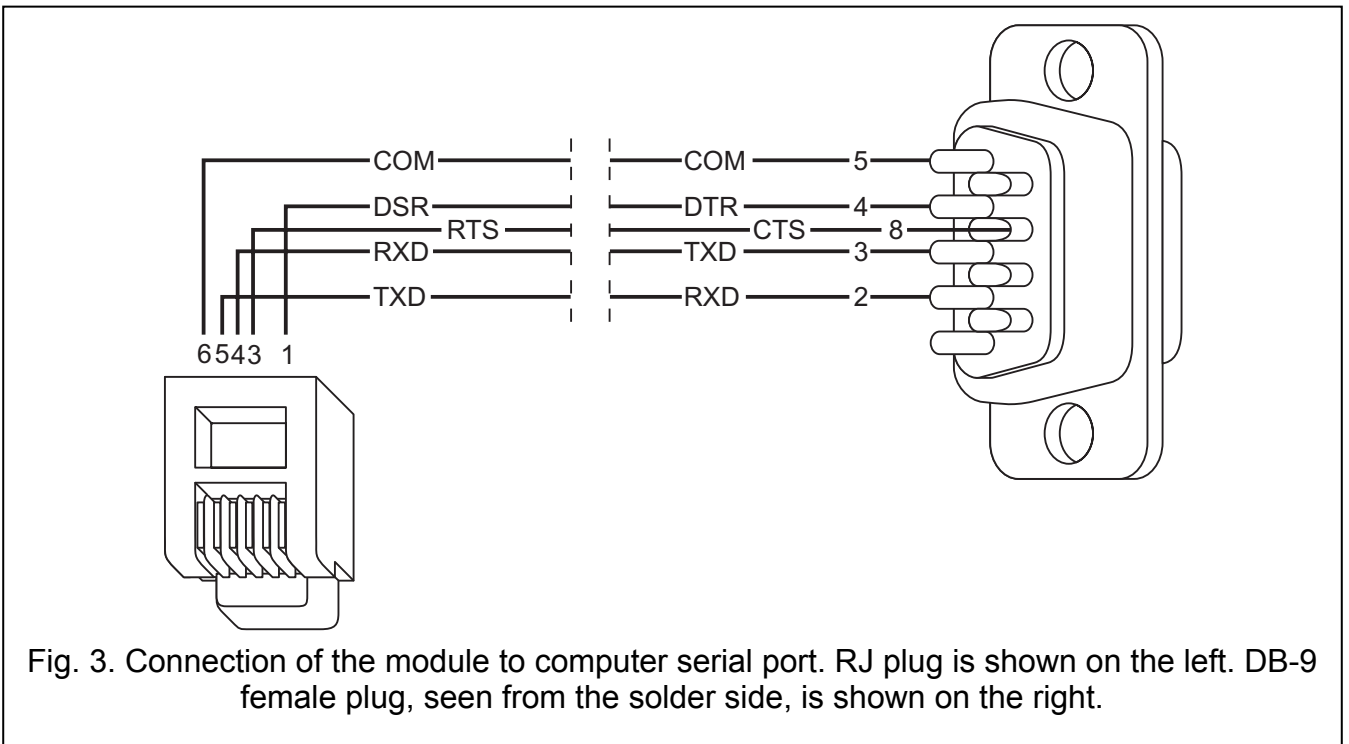 COM COM 5
DSR DTR 4
RTS CTS 8
RXD TXD 3
TXD RXD 2
6543 1
Fig. 3. Connection of the module to computer serial port. RJ plug is shown on the left. DB-9
female plug, seen from the solder side, is shown on the right.